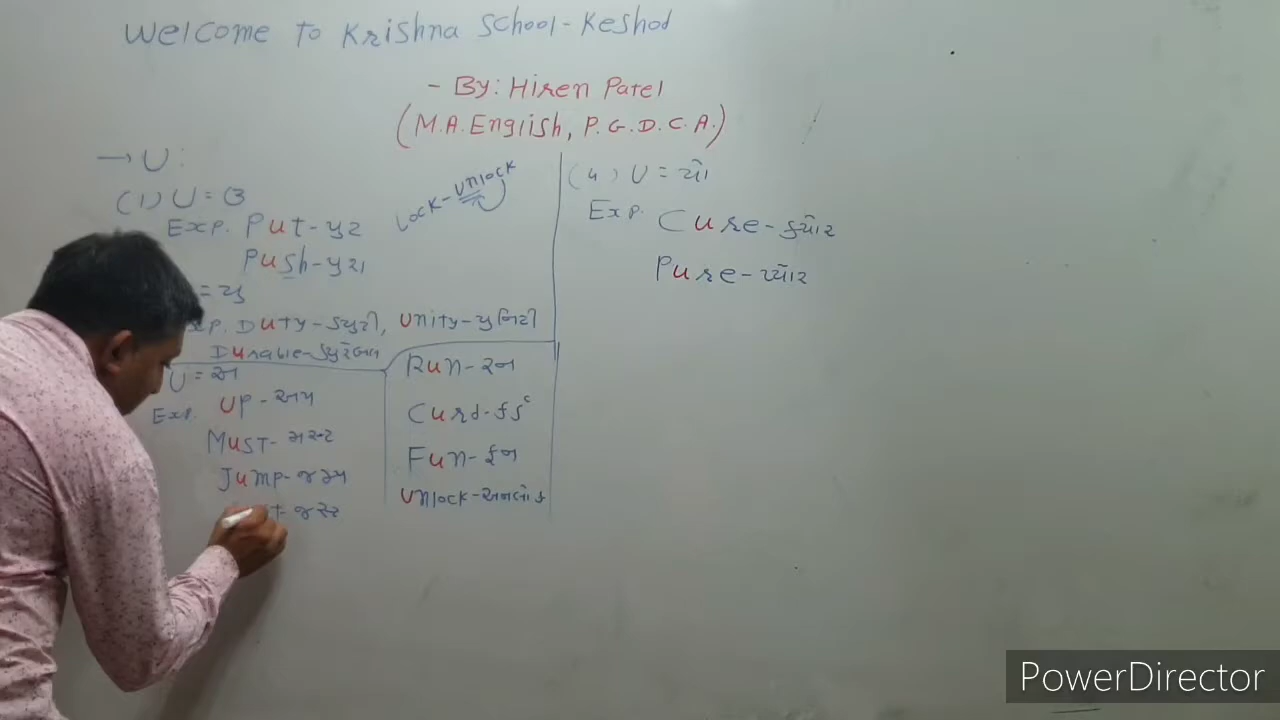 Welcome to Krishna School-Keshod
- By: Hiren Patel
(M.A. English, P.G.D.C.A.)
→ U:
(1) U = ઉ
Exp. Put-પુટ
Push-પુશ
Lock-Unlock
= યુ
Exp. Duty-ડ્યુટી, Unity-યુનિટી
Durable-ડ્યુરેબલ
U = અ
Exp. Up-અપ
Must-મસ્ટ
Jump-જમ્પ
t-જસ્ટ
Run-રન
Curd-કર્ડ
Fun-ફન
Unlock-અનલોક
(4) U = યો
Exp. Cure-ક્યોર
Pure-પ્યોર
PowerDirector